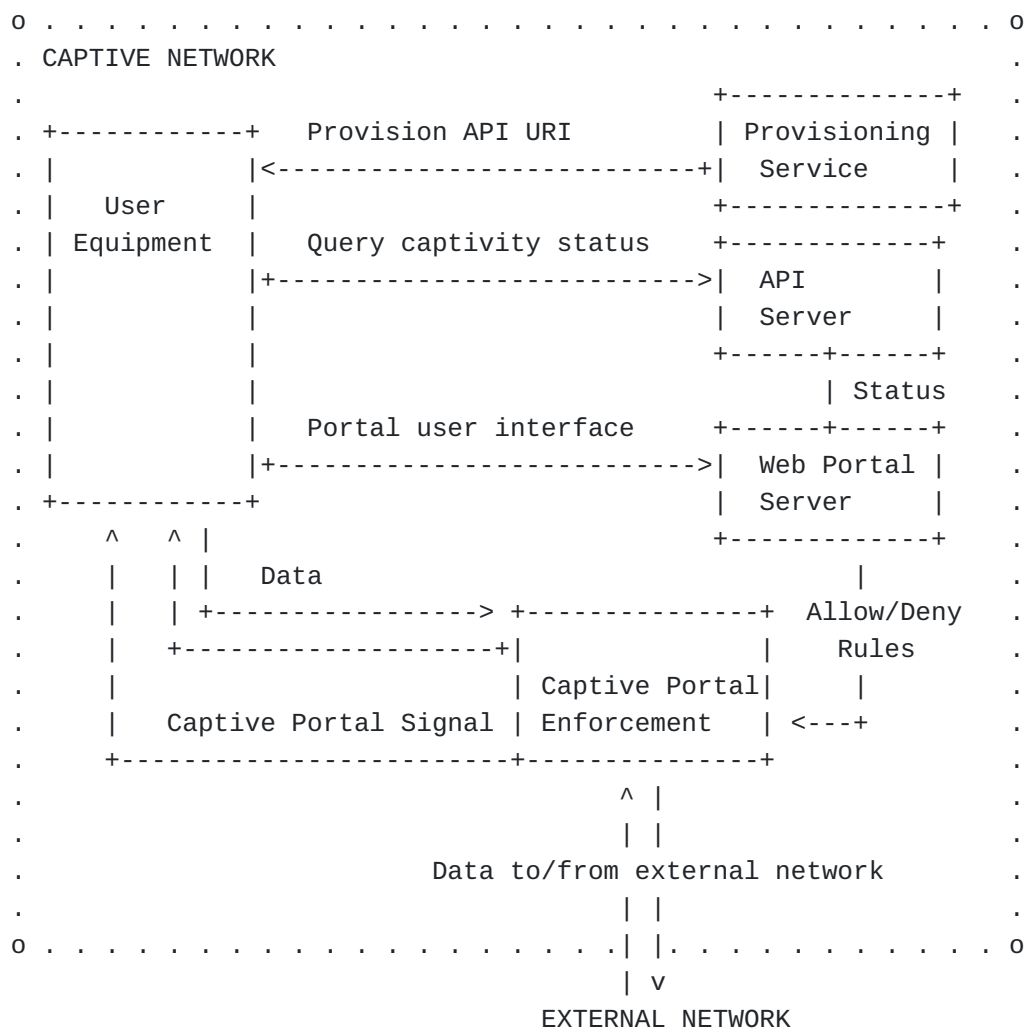 o . . . . . . . . . . . . . . . . . . . . . . . . . . . . . . . o
. CAPTIVE NETWORK                                               .
.                                            +--------------+   .
. +------------+   Provision API URI         | Provisioning |   .
. |            |<---------------------------+|  Service     |   .
. |   User     |                             +--------------+   .
. | Equipment  |   Query captivity status    +-------------+    .
. |            |+--------------------------->|  API        |    .
. |            |                             |  Server     |    .
. |            |                             +------+------+    .
. |            |                                    | Status    .
. |            |   Portal user interface     +------+------+    .
. |            |+--------------------------->|  Web Portal |    .
. +------------+                             |  Server     |    .
.     ^   ^ |                                +-------------+    .
.     |   | |   Data                                  |         .
.     |   | +-----------------> +---------------+  Allow/Deny   .
.     |   +---------------------+|               |    Rules     .
.     |                         | Captive Portal|     |         .
.     |   Captive Portal Signal | Enforcement   | <---+         .
.     +-------------------------+---------------+               .
.                                      ^ |                      .
.                                      | |                      .
.                          Data to/from external network        .
.                                      | |                      .
o . . . . . . . . . . . . . . . . . . .| |. . . . . . . . . . . o
                                       | v
                                  EXTERNAL NETWORK